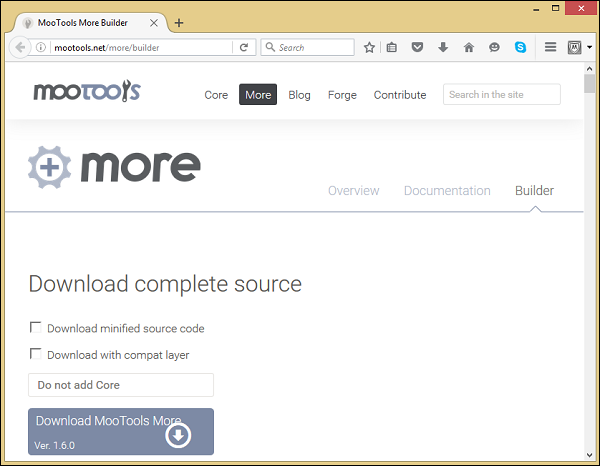 MooTools More Builder
mootools.net/more/builder
Search
mootools
Core More Blog Forge Contribute Search in the site
more
Overview Documentation Builder
Download complete source
Download minified source code
Download with compat layer
Do not add Core
Download MooTools More
Ver. 1.6.0